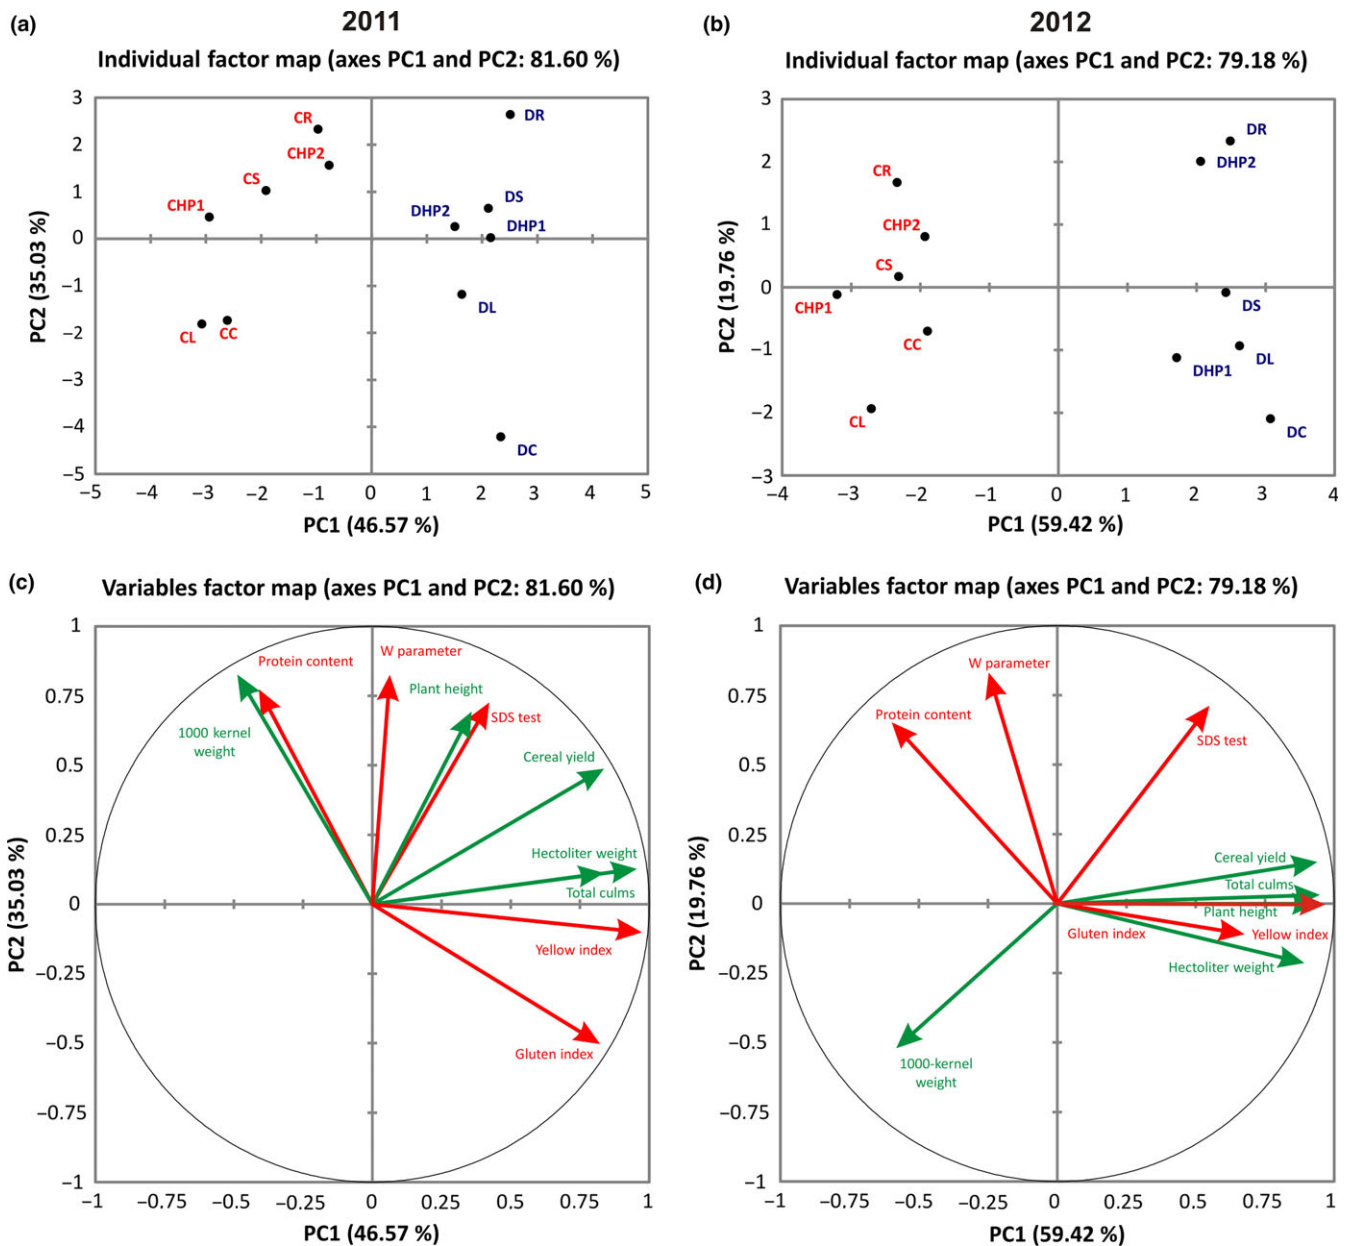 (a)
2011
Individual factor map (axes PC1 and PC2: 81.60 %)
3
2
1
0
−1
−2
−3
−4
−5
PC2 (35.03 %)
CR
CHP2
CS
CHP1
CL
CC
DR
DS
DHP2
DHP1
DL
DC
−5 −4 −3 −2 −1 0 1 2 3 4 5
PC1 (46.57 %)
(b)
2012
Individual factor map (axes PC1 and PC2: 79.18 %)
3
2
1
0
−1
−2
−3
PC2 (19.76 %)
CR
CHP2
CS
CHP1
CC
CL
DR
DHP2
DS
DL
DHP1
DC
−4 −3 −2 −1 0 1 2 3 4
PC1 (59.42 %)
(c)
Variables factor map (axes PC1 and PC2: 81.60 %)
1
0.75
0.5
0.25
0
−0.25
−0.5
−0.75
−1
PC2 (35.03 %)
Protein content
W parameter
Plant height
SDS test
1000 kernel
weight
Cereal yield
Hectoliter weight
Total culms
Yellow index
Gluten index
−1 −0.75 −0.5 −0.25 0 0.25 0.5 0.75 1
PC1 (46.57 %)
(d)
Variables factor map (axes PC1 and PC2: 79.18 %)
1
0.75
0.5
0.25
0
−0.25
−0.5
−0.75
−1
PC2 (19.76 %)
W parameter
Protein content
SDS test
Cereal yield
Total culms
Plant height
Gluten index
Yellow index
Hectoliter weight
1000-kernel
weight
−1 −0.75 −0.5 −0.25 0 0.25 0.5 0.75 1
PC1 (59.42 %)